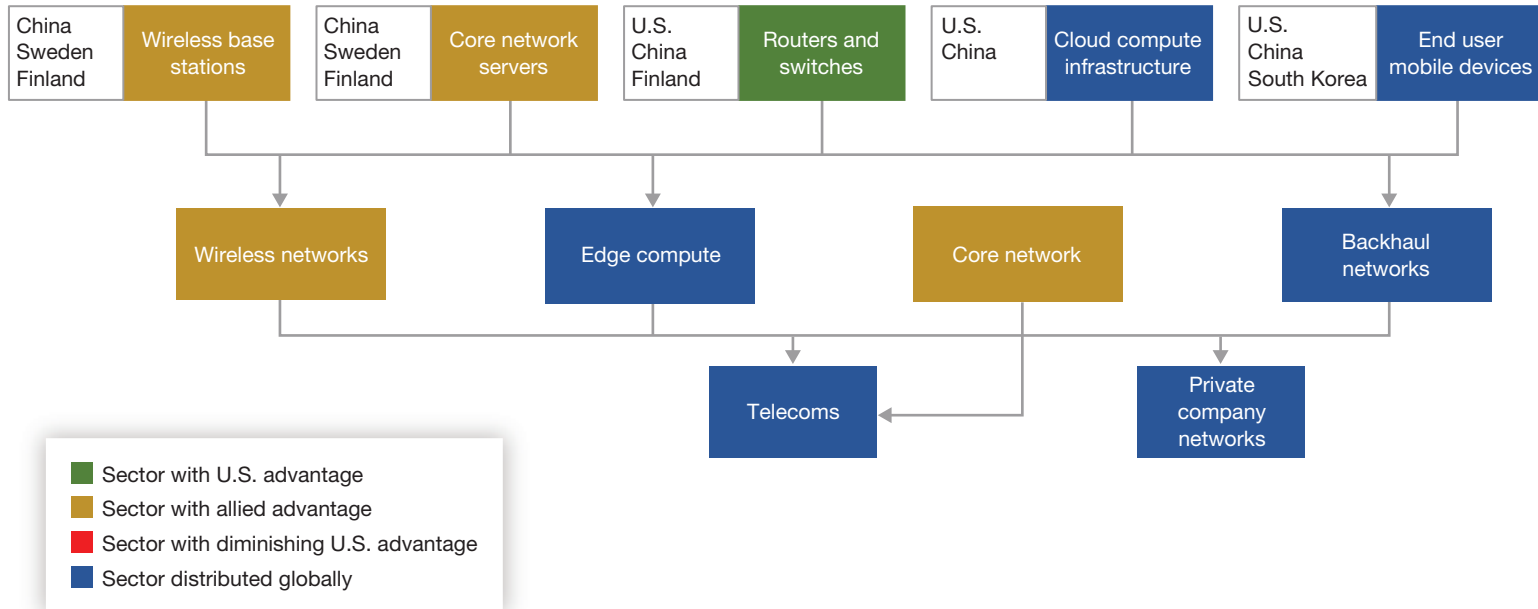 China
Sweden
Finland
Wireless base
stations
China
Sweden
Finland
Core network
servers
U.S.
China
Finland
Routers and
switches
U.S.
China
Cloud compute
infrastructure
U.S.
China
South Korea
End user
mobile devices
Wireless networks
Edge compute
Core network
Backhaul
networks
Telecoms
Private
company
networks
Sector with U.S. advantage
Sector with allied advantage
Sector with diminishing U.S. advantage
Sector distributed globally